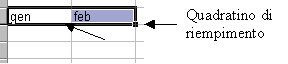 gen feb
Quadratino di
riempimento